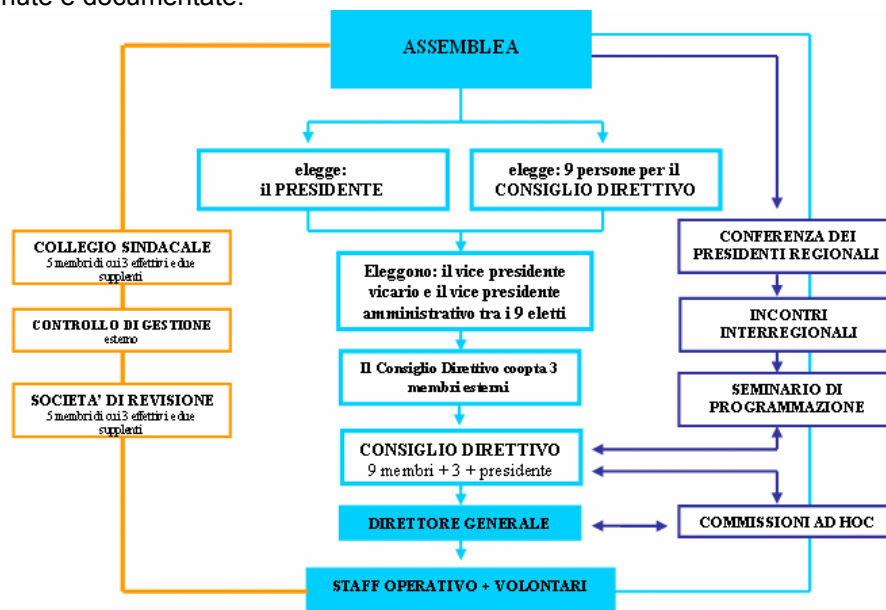 nute e documentate.
ASSEMBLEA
elegge:
il PRESIDENTE
elegge: 9 persone per il
CONSIGLIO DIRETTIVO
COLLEGIO SINDACALE
5 membri di cui 3 effettivi e due
supplenti
CONTROLLO DI GESTIONE
esterno
SOCIETA' DI REVISIONE
5 membri di cui 3 effettivi e due
supplenti
Eleggono: il vice presidente
vicario e il vice presidente
amministrativo tra i 9 eletti
Il Consiglio Direttivo coopta 3
membri esterni
CONSIGLIO DIRETTIVO
9 membri + 3 + presidente
DIRETTORE GENERALE
STAFF OPERATIVO + VOLONTARI
CONFERENZA DEI
PRESIDENTI REGIONALI
INCONTRI
INTERREGIONALI
SEMINARIO DI
PROGRAMMAZIONE
COMMISSIONI AD HOC